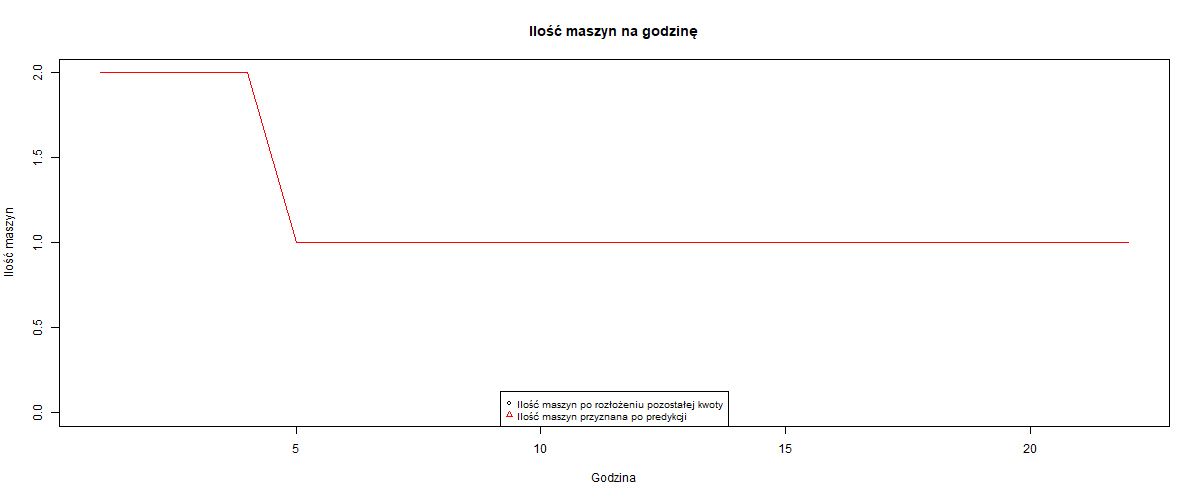 Ilość maszyn na godzinę
Ilość maszyn
2.0
1.5
1.0
0.5
0.0
Ilość maszyn po rozłożeniu pozostałej kwoty
Ilość maszyn przyznana po predykcji
5 10 15 20
Godzina